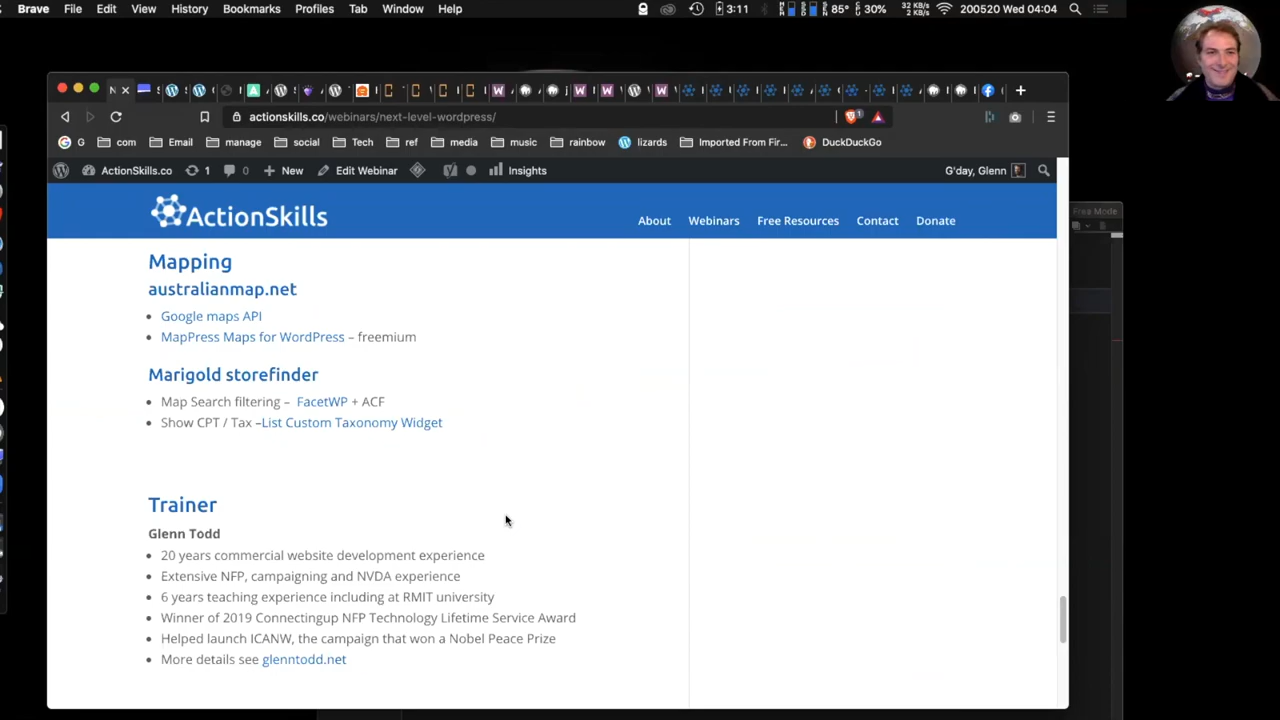 Brave File Edit View History Bookmarks Profiles Tab Window Help 3:11 85° 30% 32 KB/s 2 KB/s 200520 Wed 04:04
actionskills.co/webinars/next-level-wordpress/
G com Email manage social Tech ref media music rainbow lizards Imported From Fir... DuckDuckGo
ActionSkills.co 1 0 New Edit Webinar Insights G'day, Glenn
ActionSkills
About Webinars Free Resources Contact Donate
Free Mode
Mapping
australianmap.net
Google maps API
MapPress Maps for WordPress – freemium
Marigold storefinder
Map Search filtering – FacetWP + ACF
Show CPT / Tax –List Custom Taxonomy Widget
Trainer
Glenn Todd
20 years commercial website development experience
Extensive NFP, campaigning and NVDA experience
6 years teaching experience including at RMIT university
Winner of 2019 Connectingup NFP Technology Lifetime Service Award
Helped launch ICANW, the campaign that won a Nobel Peace Prize
More details see glenntodd.net